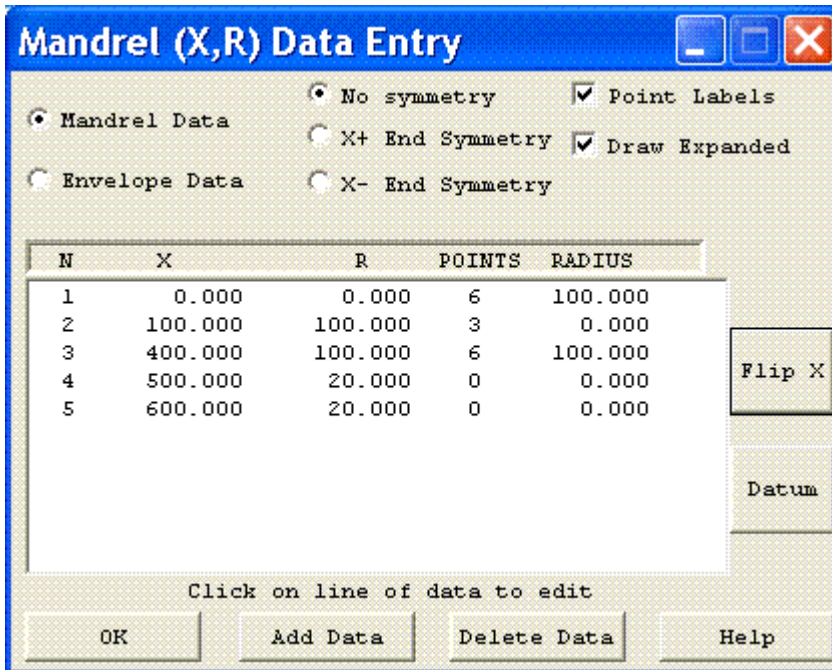 Mandrel (X,R) Data Entry
Mandrel Data
Envelope Data
No symmetry
X+ End Symmetry
X- End Symmetry
Point Labels
Draw Expanded
N X R POINTS RADIUS
1 0.000 0.000 6 100.000
2 100.000 100.000 3 0.000
3 400.000 100.000 6 100.000
4 500.000 20.000 0 0.000
5 600.000 20.000 0 0.000
Flip X
Datum
Click on line of data to edit
OK Add Data Delete Data Help